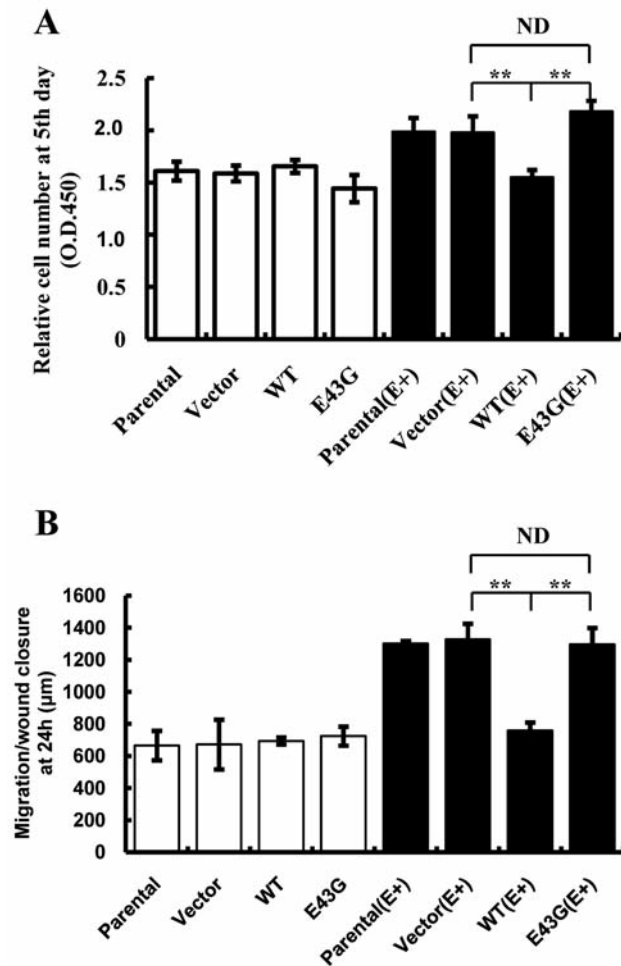 A
ND
** **
Relative cell number at 5th day
(O.D.450)
2.5
2.0
1.5
1.0
0.5
0
Parental
Vector
WT
E43G
Parental(E+)
Vector(E+)
WT(E+)
E43G(E+)
B
ND
** **
Migration/wound closure
at 24h (µm)
1600
1400
1200
1000
800
600
400
200
0
Parental
Vector
WT
E43G
Parental(E+)
Vector(E+)
WT(E+)
E43G(E+)